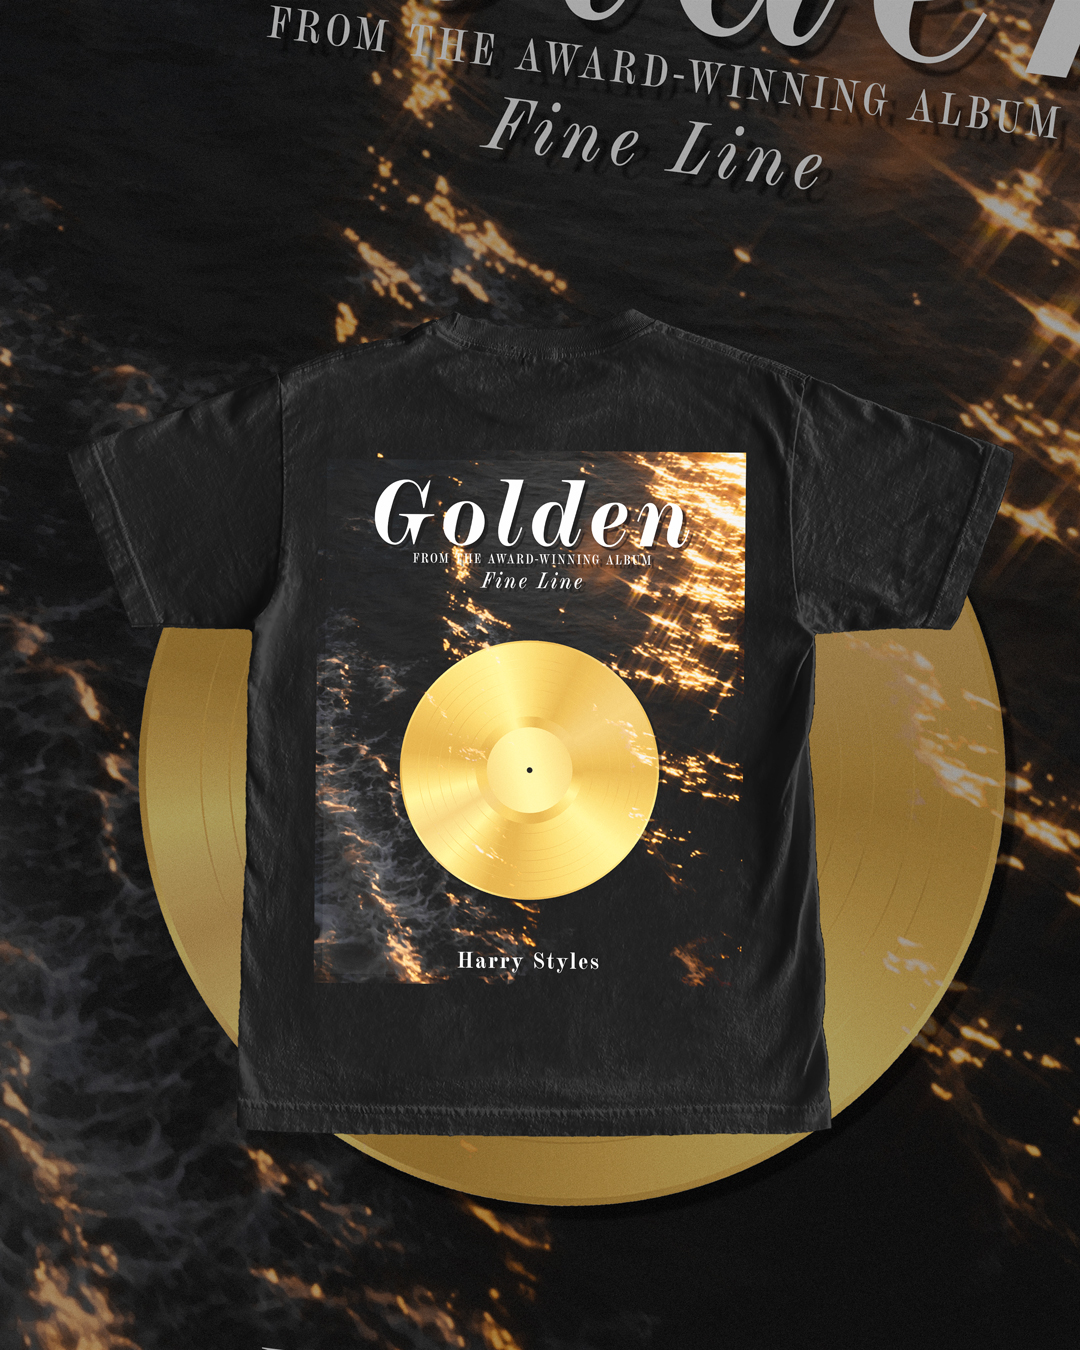 FROM THE AWARD-WINNING ALBUM
Fine Line
Golden
FROM THE AWARD-WINNING ALBUM
Fine Line
Harry Styles